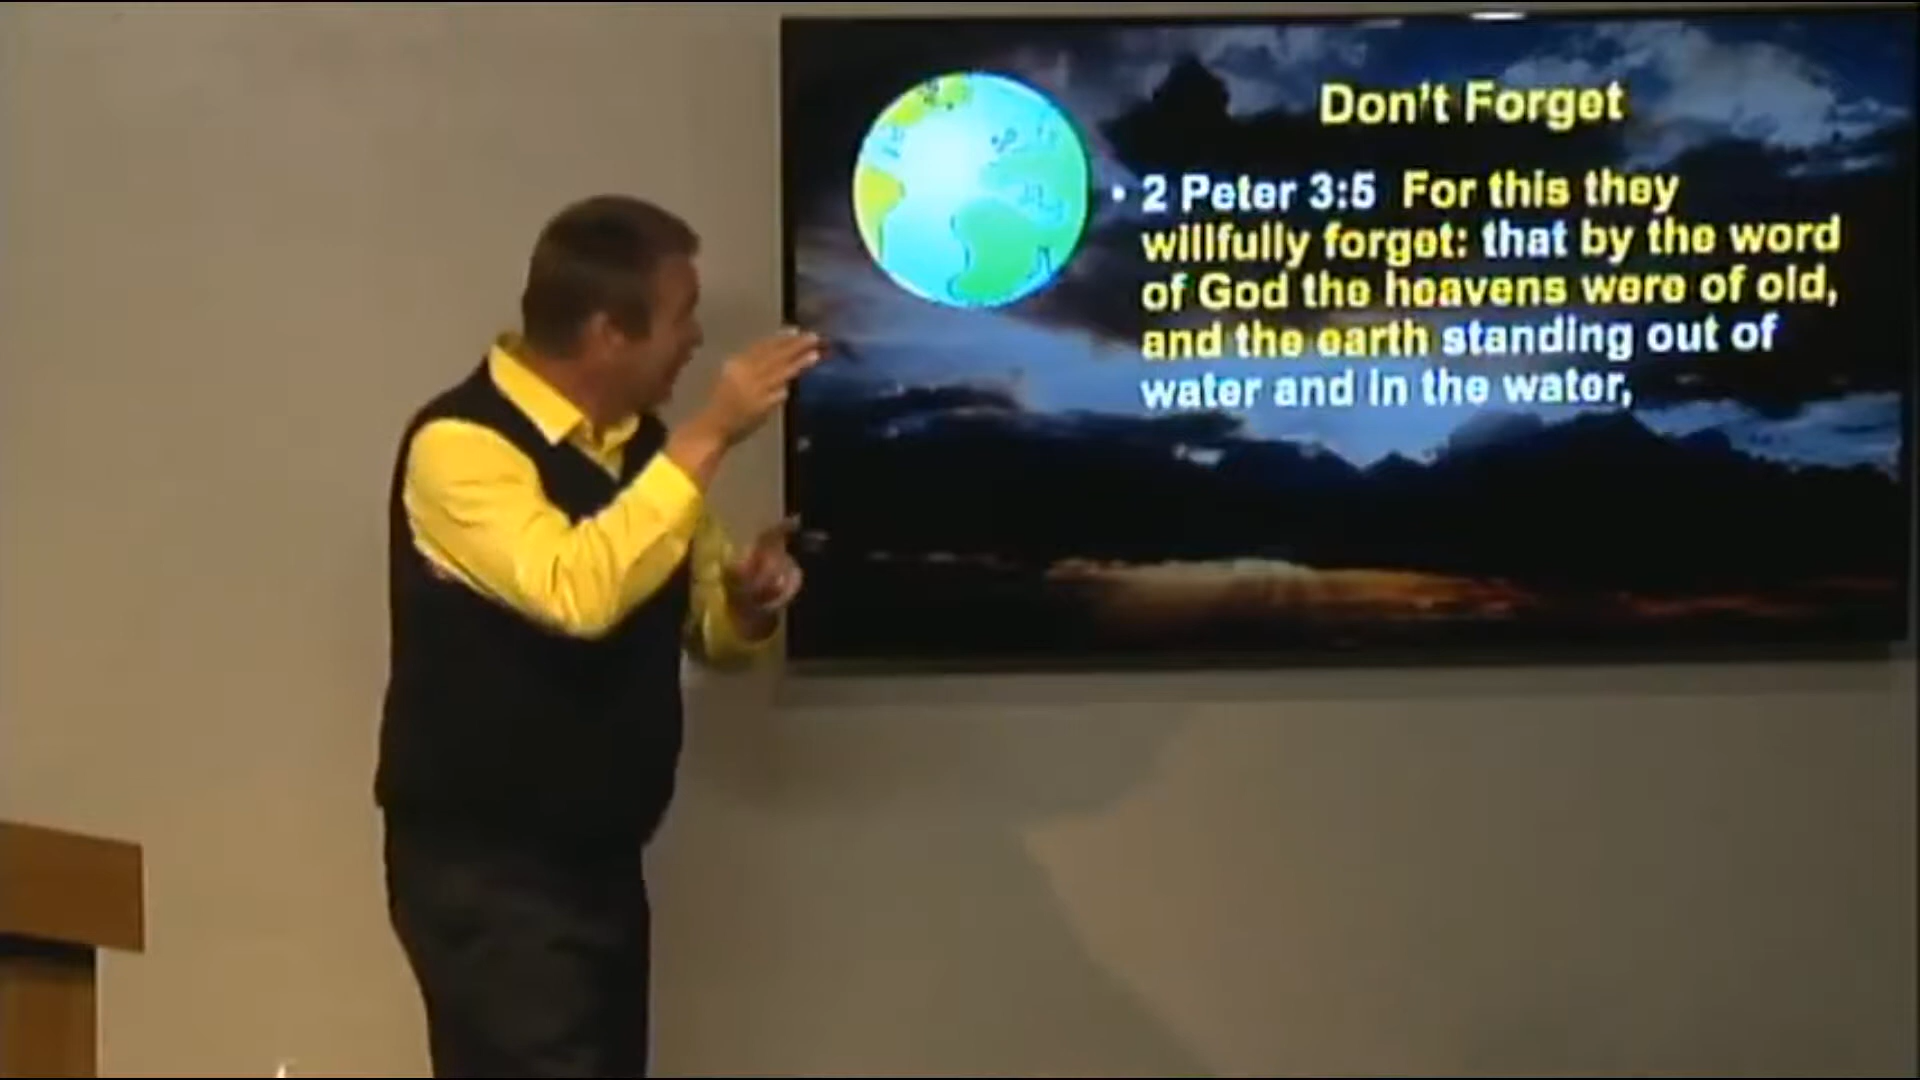 Don't Forget
• 2 Peter 3:5 For this they
willfully forget: that by the word
of God the heavens were of old,
and the earth standing out of
water and in the water,